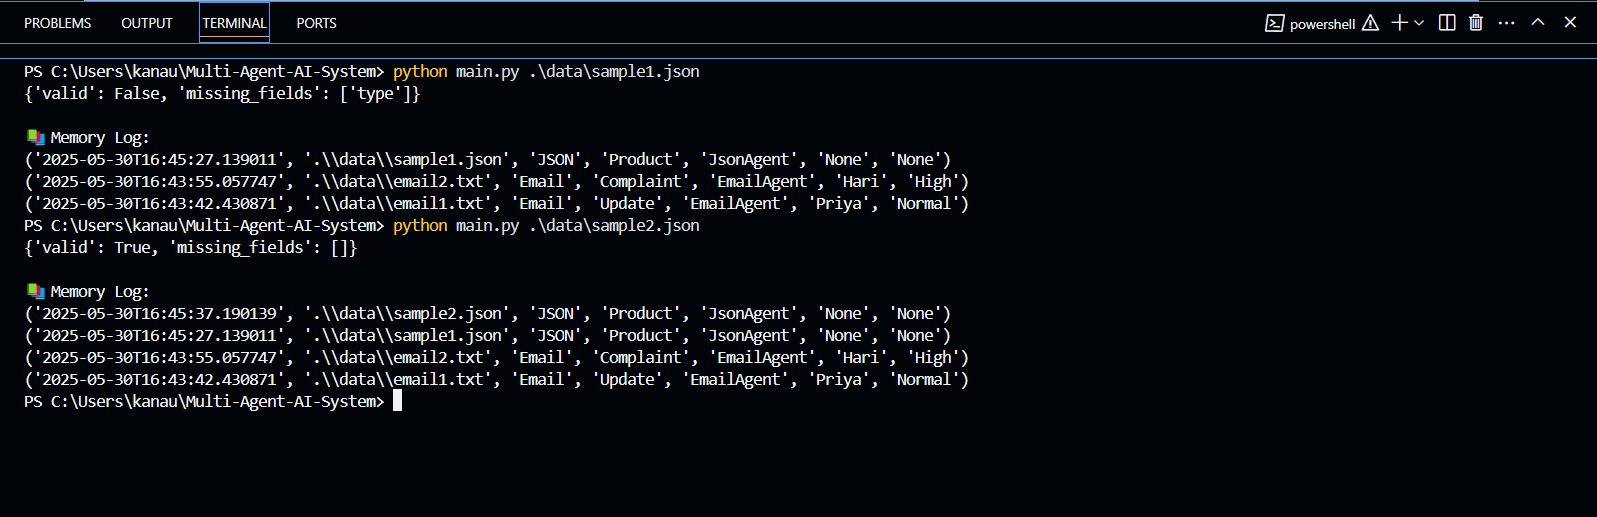 PROBLEMS OUTPUT TERMINAL PORTS powershell
PS C:\Users\kanau\Multi-Agent-AI-System> python main.py .\data\sample1.json
{'valid': False, 'missing_fields': ['type']}
📚 Memory Log:
('2025-05-30T16:45:27.139011', '.\\data\\sample1.json', 'JSON', 'Product', 'JsonAgent', 'None', 'None')
('2025-05-30T16:43:55.057747', '.\\data\\email2.txt', 'Email', 'Complaint', 'EmailAgent', 'Hari', 'High')
('2025-05-30T16:43:42.430871', '.\\data\\email1.txt', 'Email', 'Update', 'EmailAgent', 'Priya', 'Normal')
PS C:\Users\kanau\Multi-Agent-AI-System> python main.py .\data\sample2.json
{'valid': True, 'missing_fields': []}
📚 Memory Log:
('2025-05-30T16:45:37.190139', '.\\data\\sample2.json', 'JSON', 'Product', 'JsonAgent', 'None', 'None')
('2025-05-30T16:45:27.139011', '.\\data\\sample1.json', 'JSON', 'Product', 'JsonAgent', 'None', 'None')
('2025-05-30T16:43:55.057747', '.\\data\\email2.txt', 'Email', 'Complaint', 'EmailAgent', 'Hari', 'High')
('2025-05-30T16:43:42.430871', '.\\data\\email1.txt', 'Email', 'Update', 'EmailAgent', 'Priya', 'Normal')
PS C:\Users\kanau\Multi-Agent-AI-System>